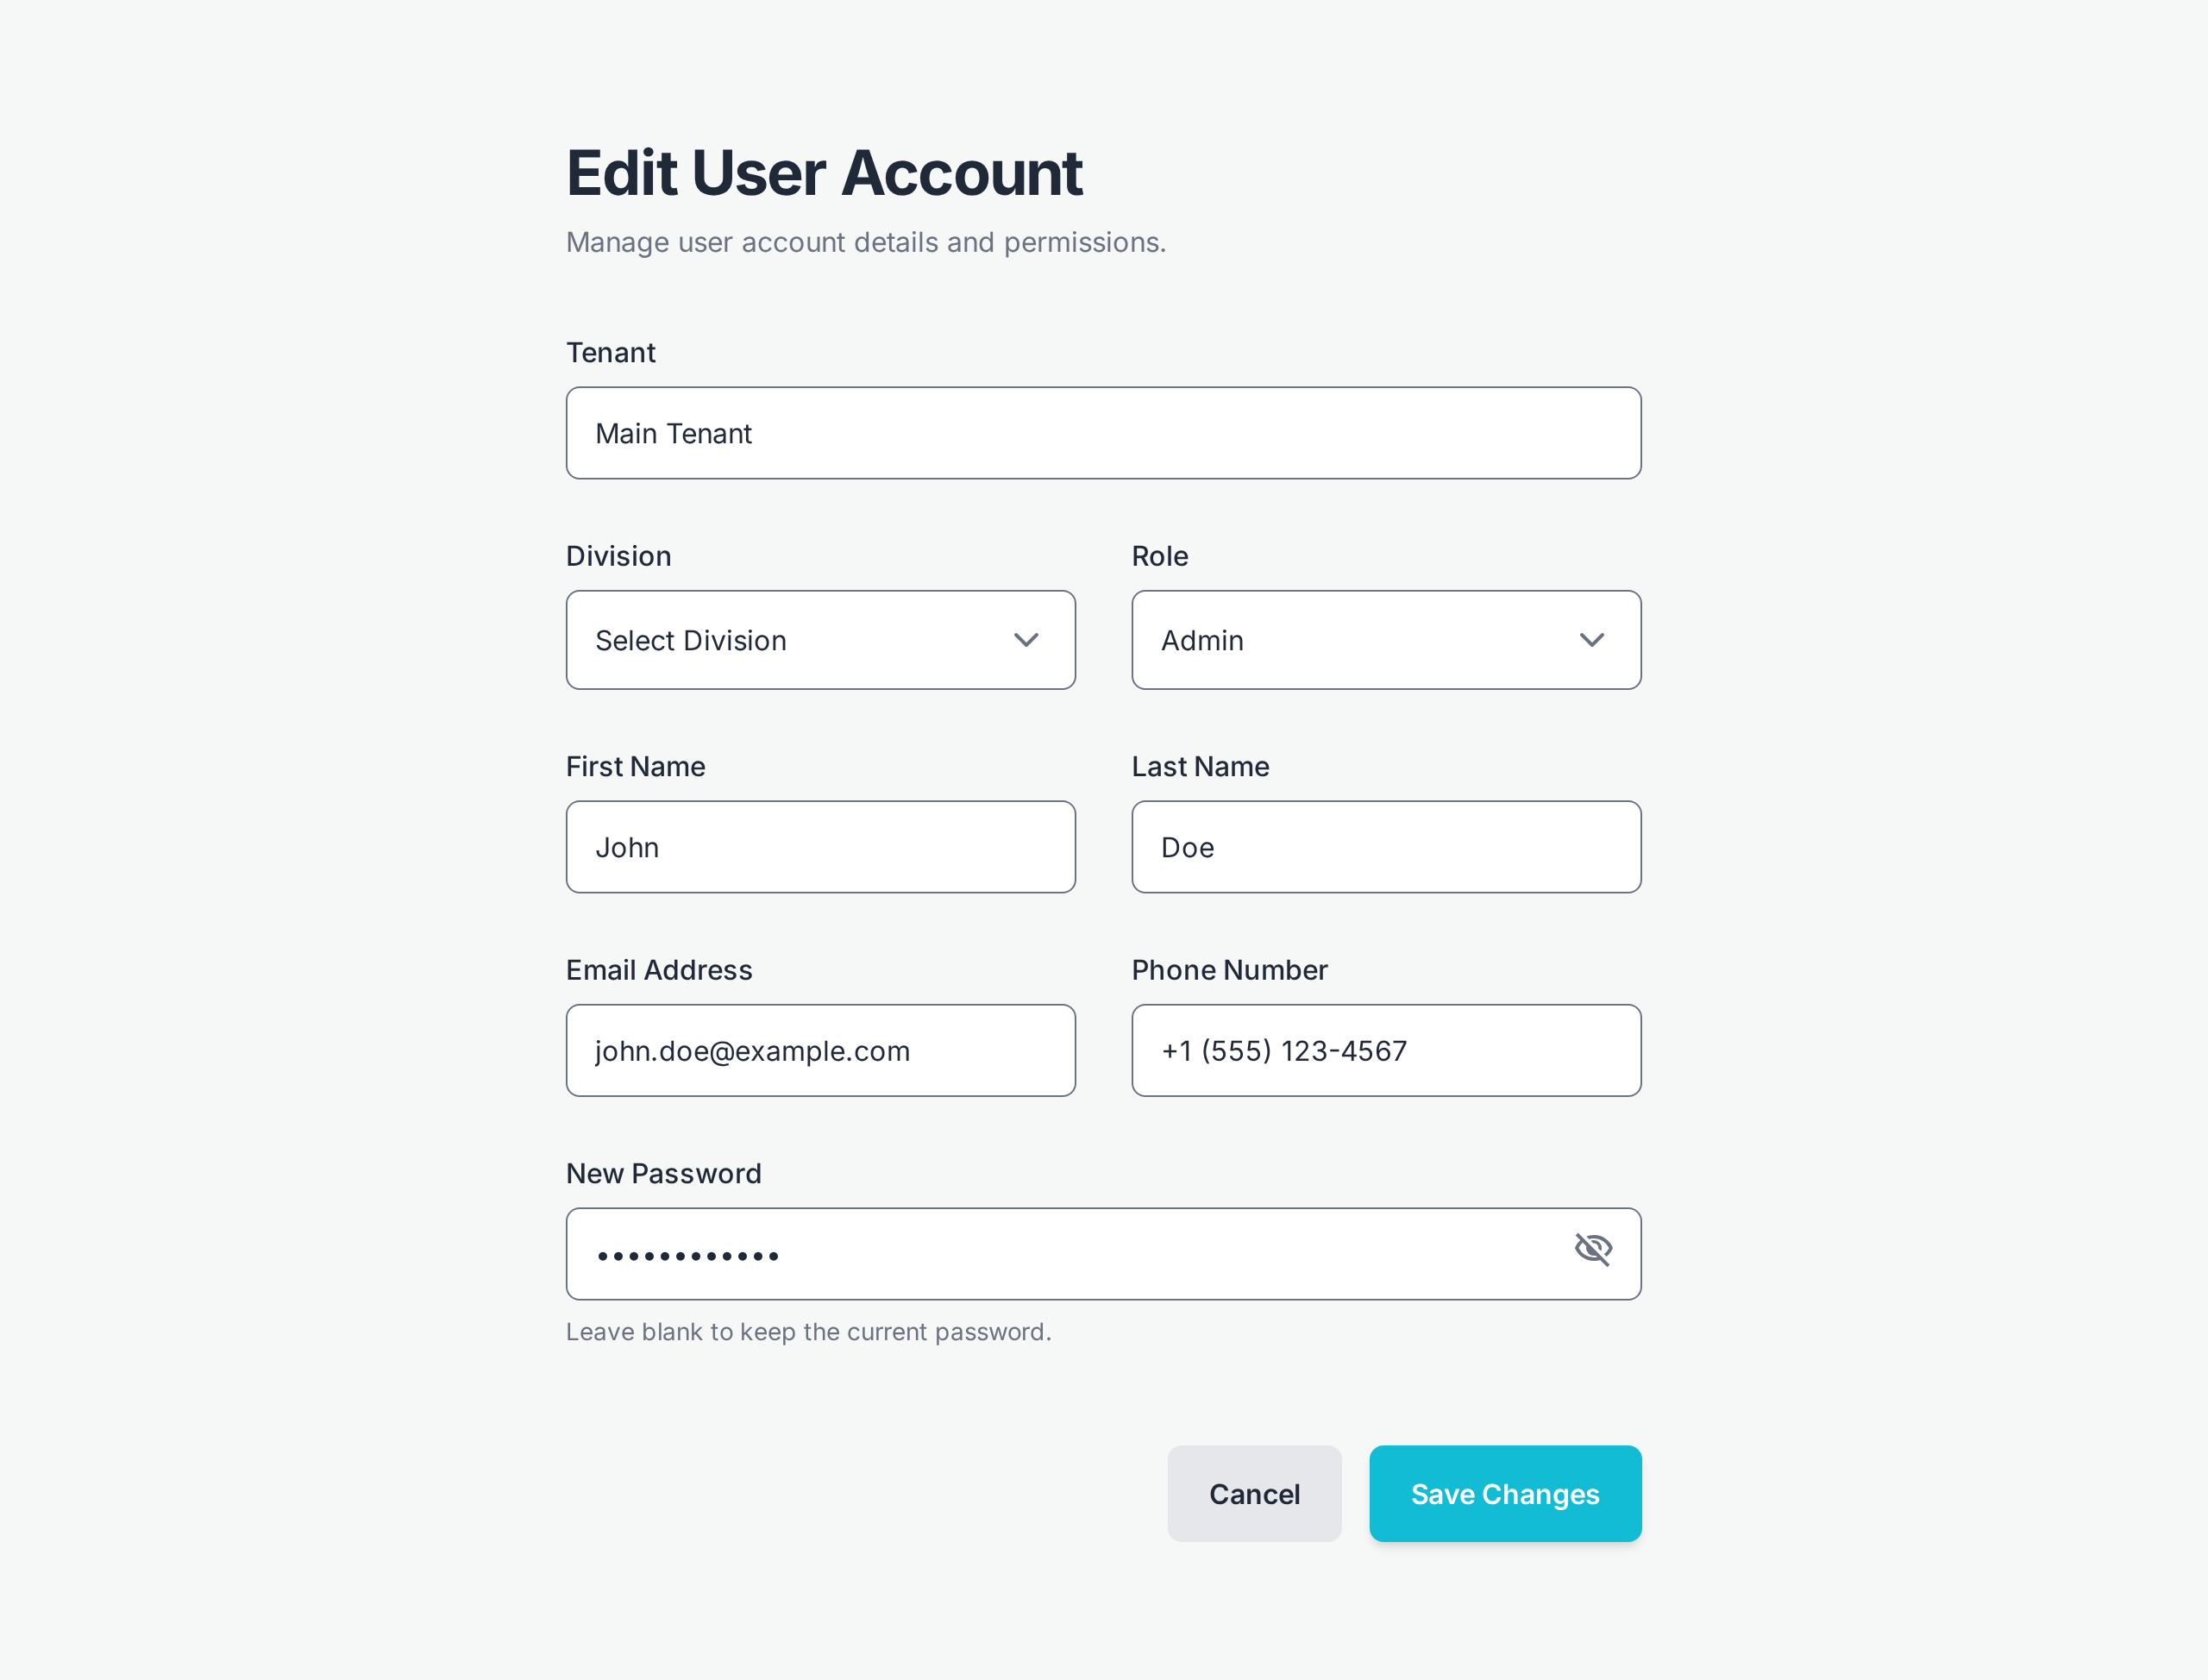 Edit User Account
Manage user account details and permissions.
Tenant
Main Tenant
Division
Role
Select Division
Admin
First Name
Last Name
John
Doe
Email Address
Phone Number
john.doe@example.com
+1 (555) 123-4567
New Password
••••••••••••
Leave blank to keep the current password.
Cancel
Save Changes